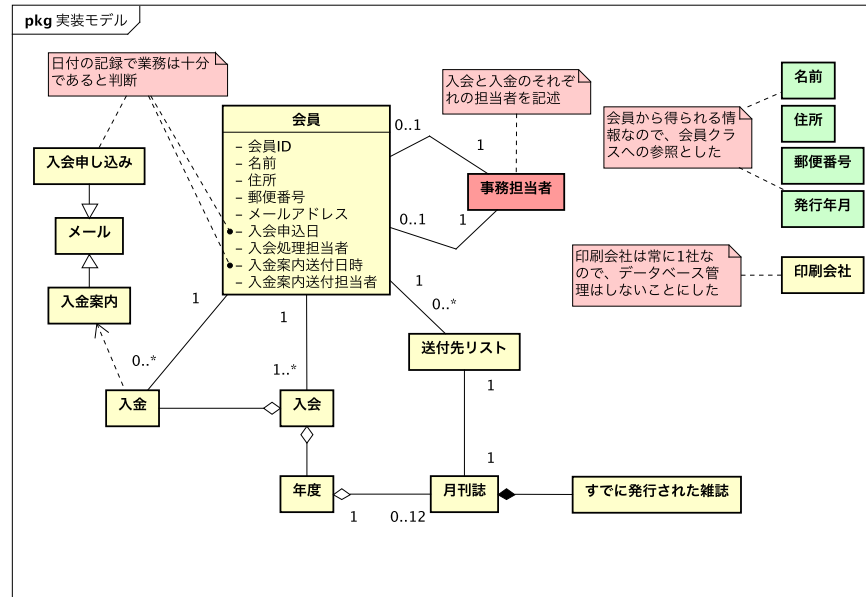 pkg 実装モデル
日付の記録で業務は十分
であると判断
入会と入金のそれぞ
れの担当者を記述
名前
会員から得られる情
報なので、会員クラ
スへの参照とした
住所
郵便番号
発行年月
会員
– 会員ID
– 名前
– 住所
– 郵便番号
– メールアドレス
– 入会申込日
– 入会処理担当者
– 入金案内送付日時
– 入金案内送付担当者
0..1
1
0..1
1
事務担当者
入会申し込み
メール
入金案内
印刷会社は常に1社な
ので、データベース管
理はしないことにした
印刷会社
1
0..*
1
1..*
1
0..*
送付先リスト
1
1
入金
入会
年度
1
0..12
月刊誌
すでに発行された雑誌